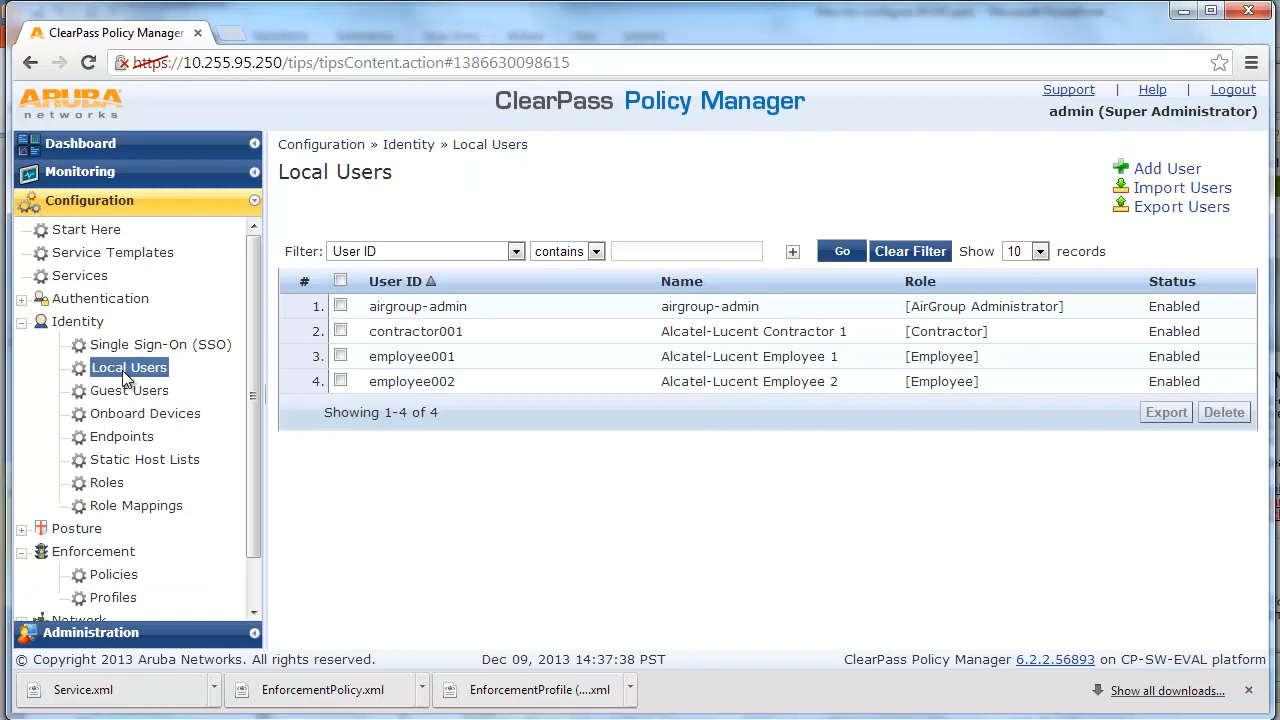 ClearPass Policy Manager
https://10.255.95.250/tips/tipsContent.action#1386630098615
ARUBA
networks
ClearPass Policy Manager
Support | Help | Logout
admin (Super Administrator)
Dashboard
Monitoring
Configuration
Start Here
Service Templates
Services
Authentication
Identity
Single Sign-On (SSO)
Local Users
Guest Users
Onboard Devices
Endpoints
Static Host Lists
Roles
Role Mappings
Posture
Enforcement
Policies
Profiles
Network
Administration
Configuration » Identity » Local Users
Local Users
Add User
Import Users
Export Users
Filter: User ID contains Go Clear Filter Show 10 records
# User ID Name Role Status
1. airgroup-admin airgroup-admin [AirGroup Administrator] Enabled
2. contractor001 Alcatel-Lucent Contractor 1 [Contractor] Enabled
3. employee001 Alcatel-Lucent Employee 1 [Employee] Enabled
4. employee002 Alcatel-Lucent Employee 2 [Employee] Enabled
Showing 1-4 of 4 Export Delete
© Copyright 2013 Aruba Networks. All rights reserved. Dec 09, 2013 14:37:38 PST ClearPass Policy Manager 6.2.2.56893 on CP-SW-EVAL platform
Service.xml EnforcementPolicy.xml EnforcementProfile (....xml Show all downloads...